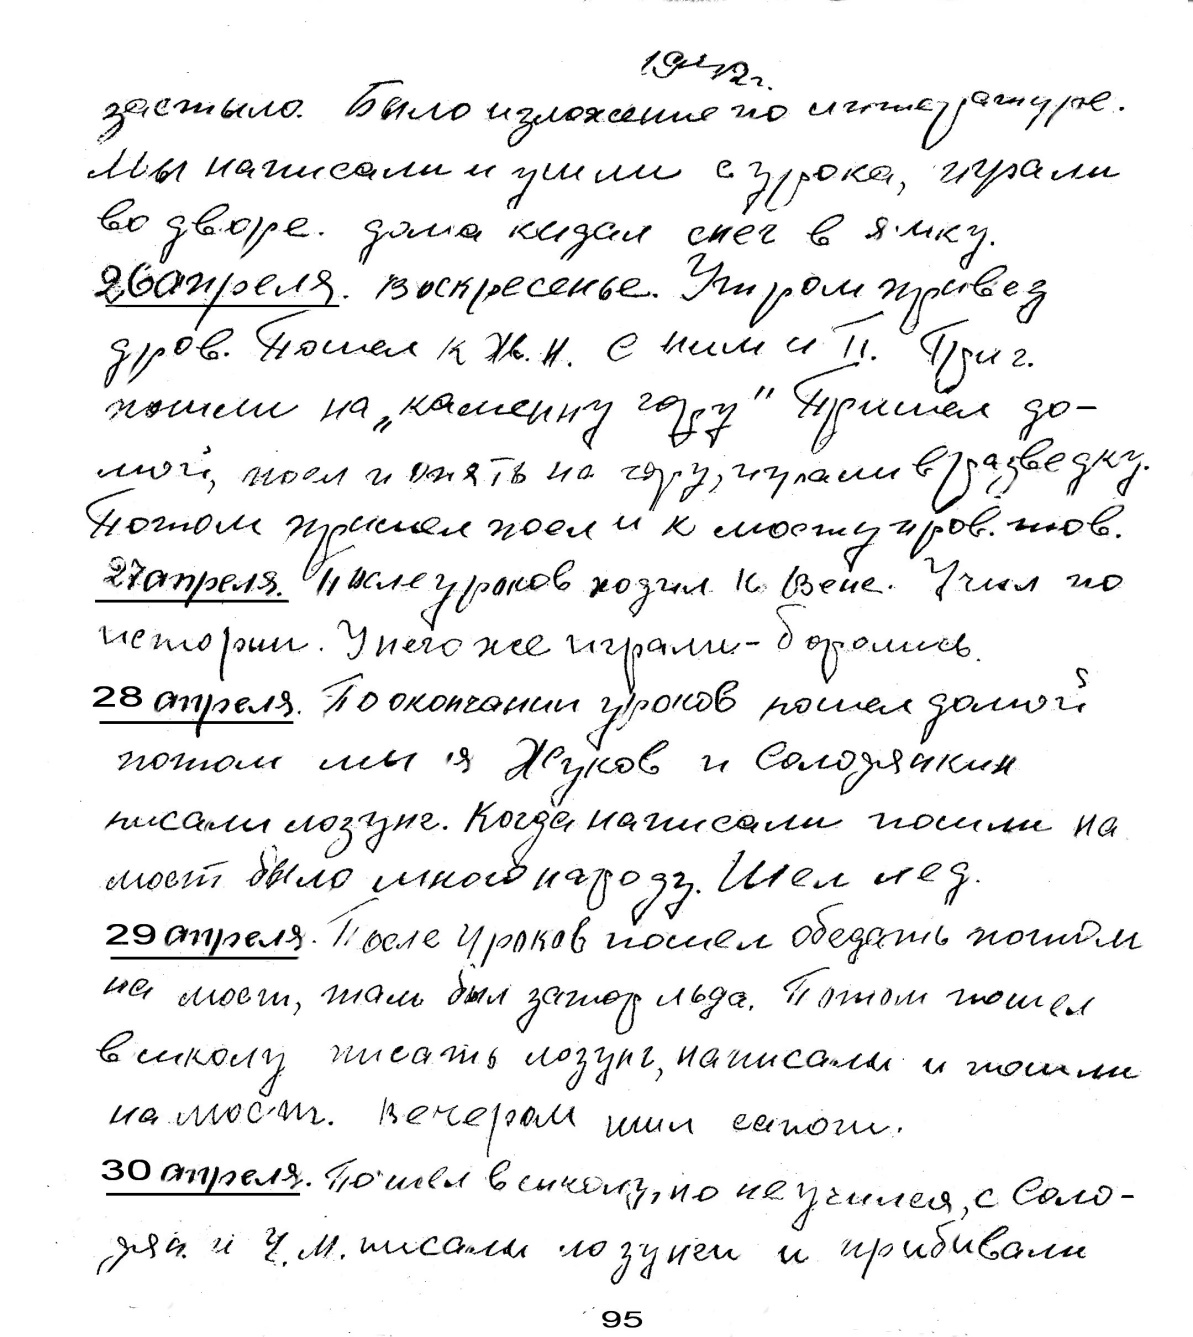 1942г.
застыло. Было изложение по литературе.
Мы написали и ушли с урока, играли
во дворе. дома кидал снег в ямку.
26 апреля. Воскресенье. Утром привез
дров. Пошел к Ж. Н. С ним и П. Григ.
пошли на „каменну гору" Пришел до-
мой, поел и опять на гору, играли в разведку.
Потом пришел поел и к мосту пров. тов.
27 апреля. После уроков ходил к Вене. Учил по
истории. У него же играли - боролись.
28 апреля. По окончании уроков пошел домой
потом мы я Жуков и Солодянкин
писали лозунг. Когда написали пошли на
мост было много народу. Шел лед.
29 апреля. После уроков пошел обедать потом
на мост, там был затор льда. Потом пошел
в школу писать лозунг, написали и пошли
на мост. Вечером шил сапоги.
30 апреля. Пошел в школу, но не учился, с Соло-
дян. и Ч. М. писали лозунги и прибивали
95